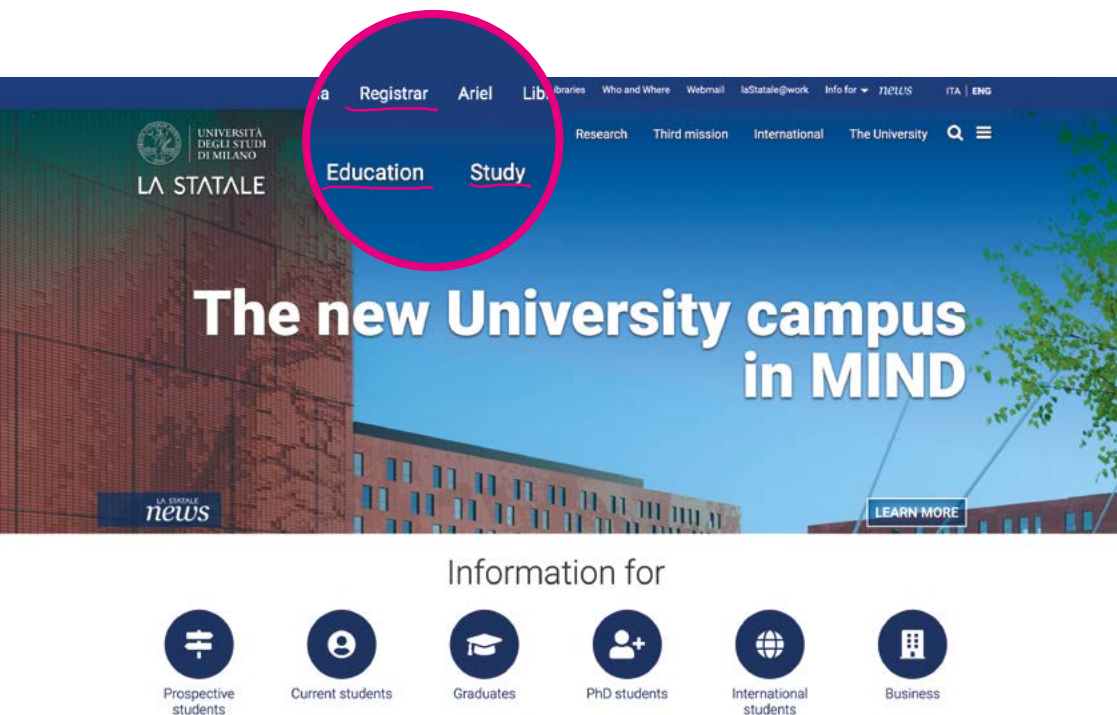 Registrar Ariel Lib
ibraries Who and Where Webmail laStatale@work Info for news ITA | ENG
UNIVERSITÀ
DEGLI STUDI
DI MILANO
LA STATALE
Education Study
Research Third mission International The University
The new University campus
in MIND
LA STATALE
news
LEARN MORE
Information for
Prospective
students
Current students
Graduates
PhD students
International
students
Business